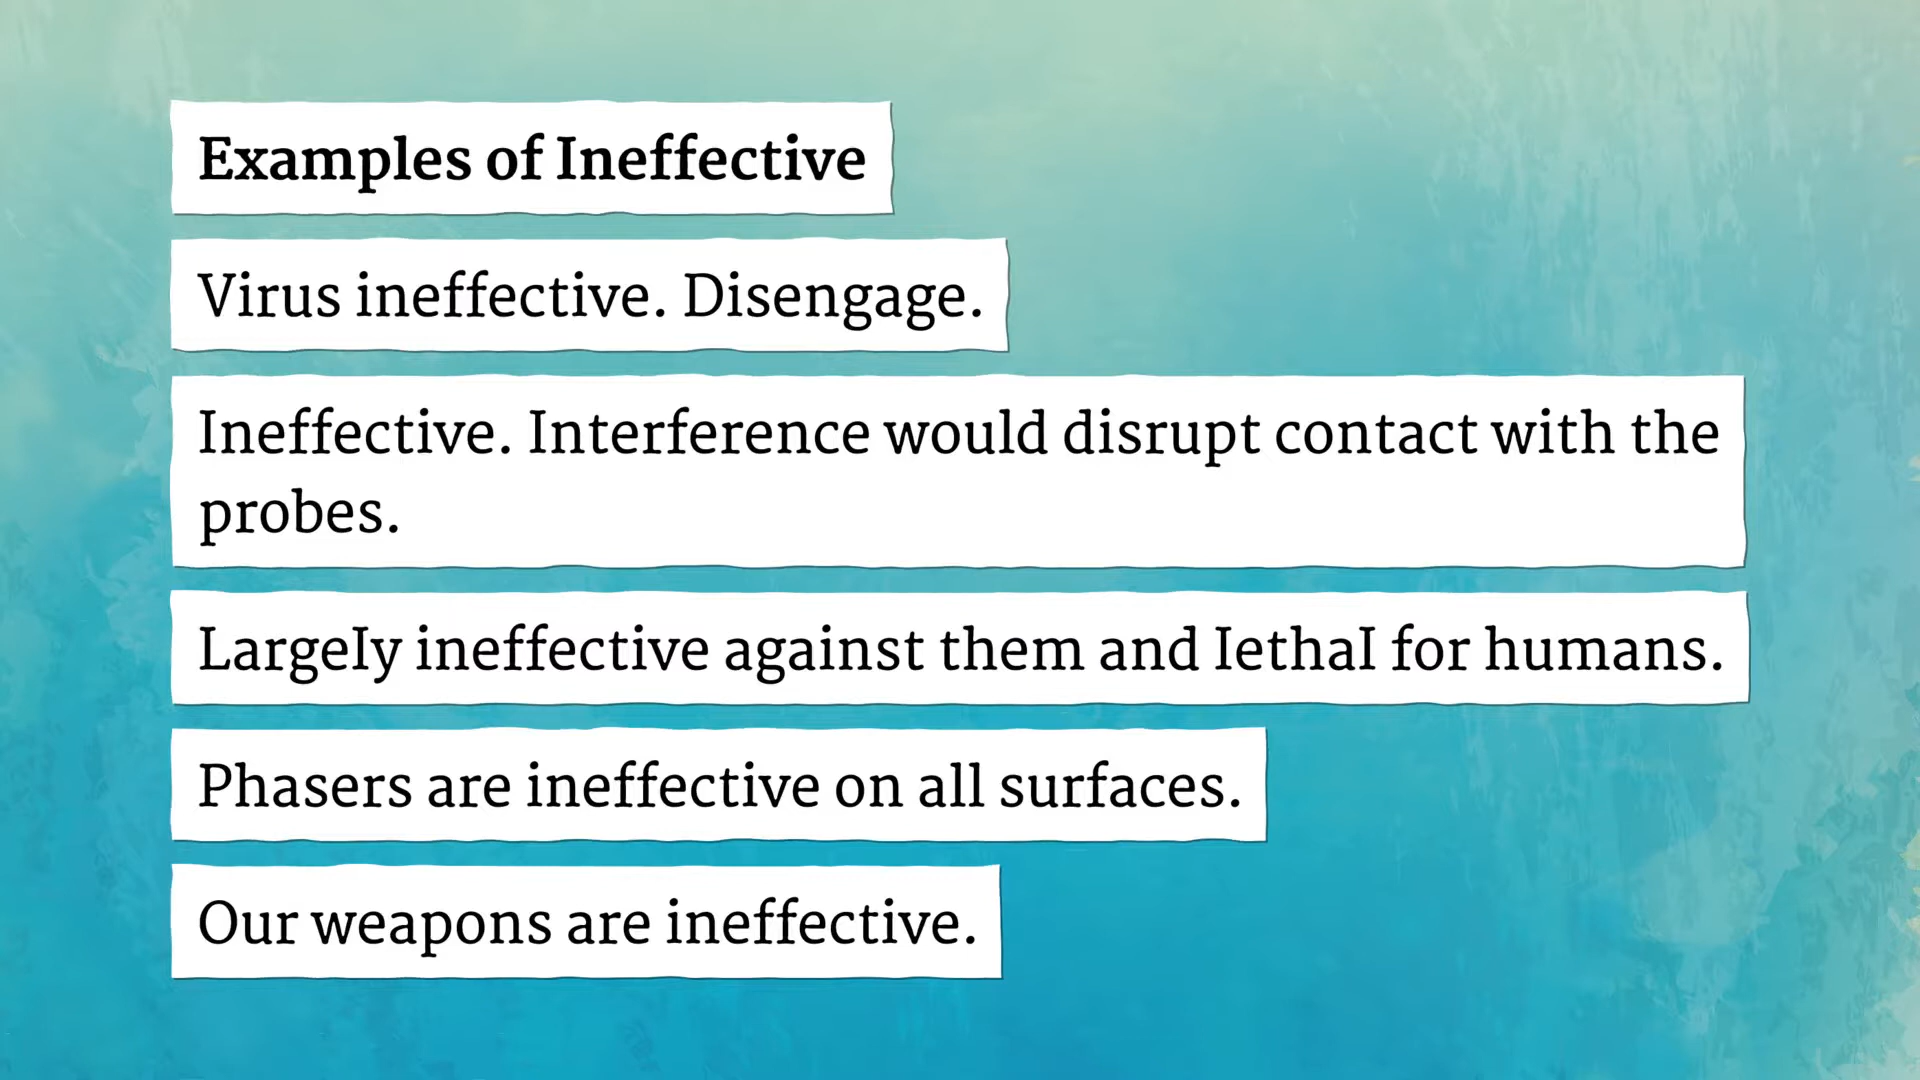 Examples of Ineffective
Virus ineffective. Disengage.
Ineffective. Interference would disrupt contact with the
probes.
LargeIy ineffective against them and IethaI for humans.
Phasers are ineffective on all surfaces.
Our weapons are ineffective.